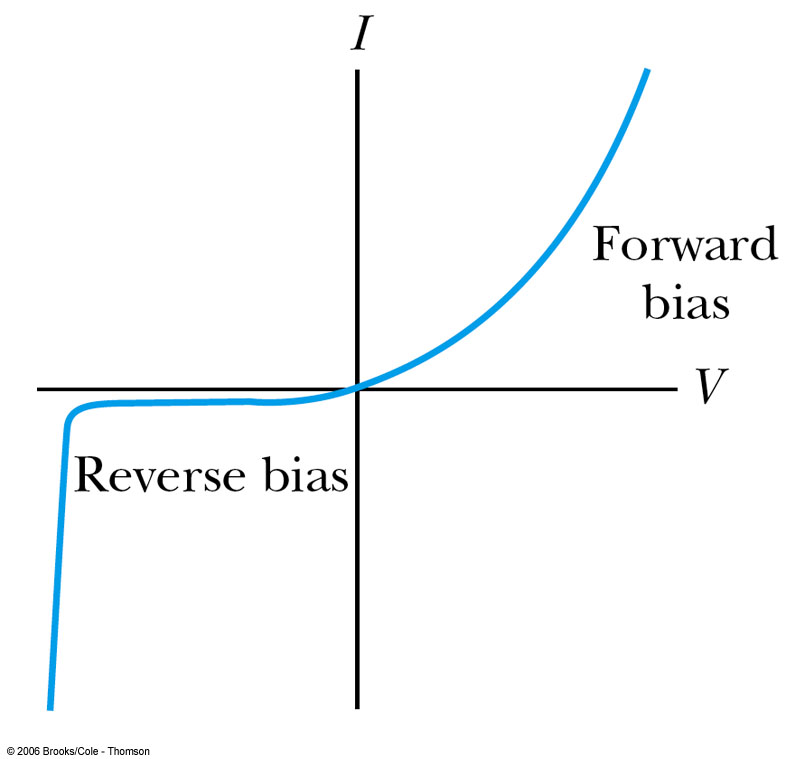 I
Forward
bias
V
Reverse bias
© 2006 Brooks/Cole - Thomson